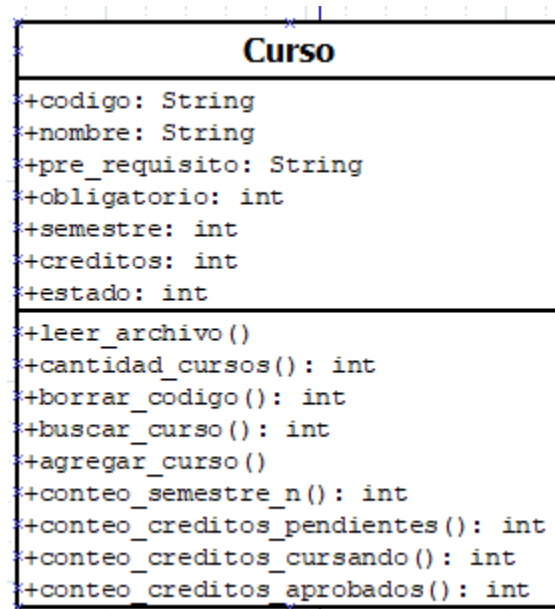 Curso
+codigo: String
+nombre: String
+pre_requisito: String
+obligatorio: int
+semestre: int
+creditos: int
+estado: int
+leer_archivo()
+cantidad_cursos(): int
+borrar_codigo(): int
+buscar_curso(): int
+agregar_curso()
+conteo_semestre_n(): int
+conteo_creditos_pendientes(): int
+conteo_creditos_cursando(): int
+conteo_creditos_aprobados(): int